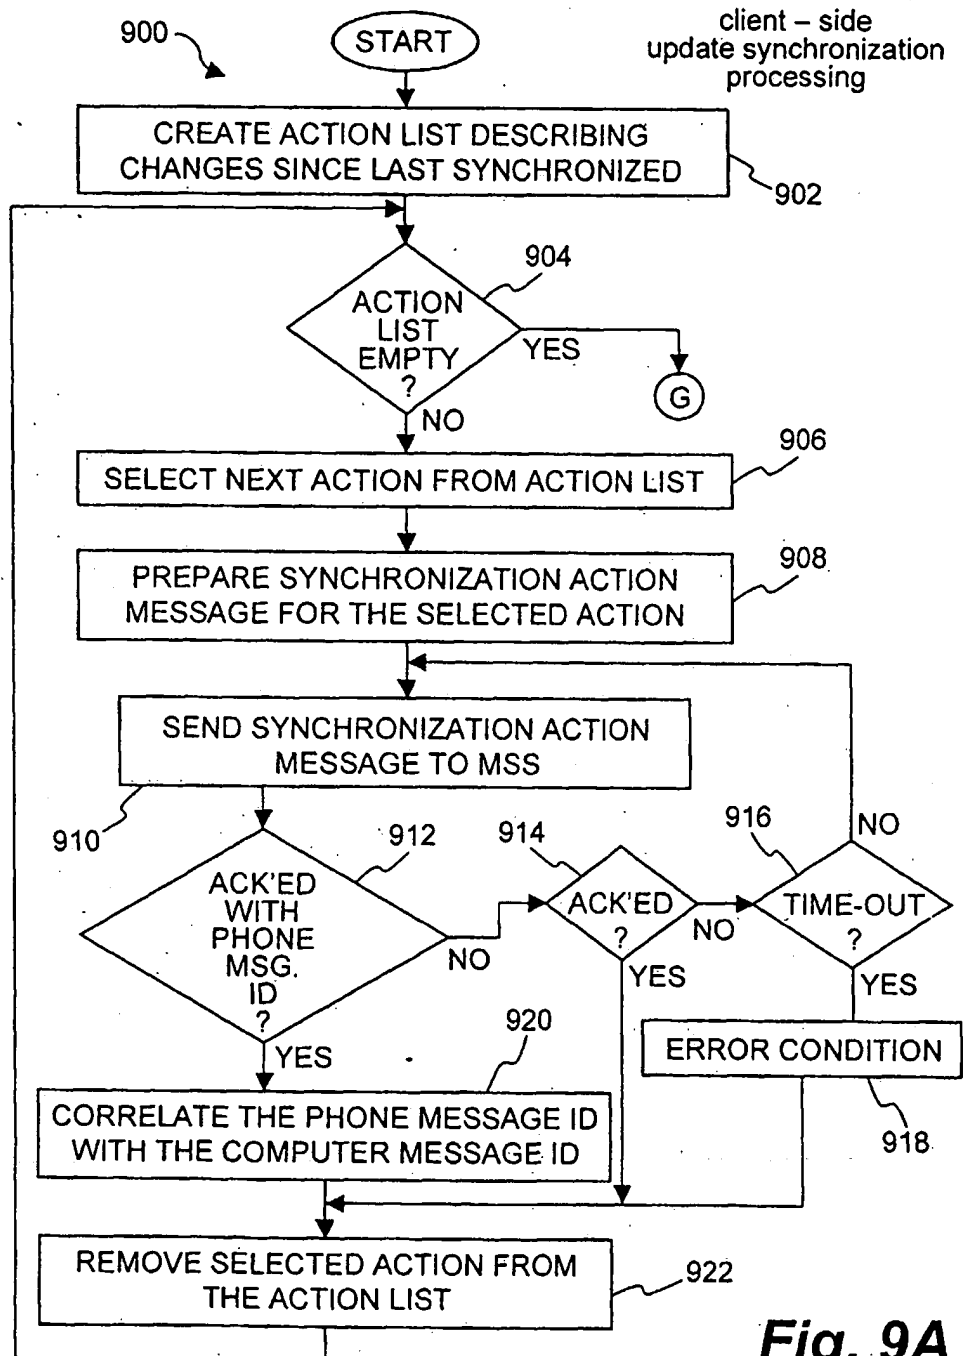 900
START
client – side
update synchronization
processing
CREATE ACTION LIST DESCRIBING
CHANGES SINCE LAST SYNCHRONIZED
902
904
ACTION
LIST
EMPTY
?
YES
G
NO
906
SELECT NEXT ACTION FROM ACTION LIST
908
PREPARE SYNCHRONIZATION ACTION
MESSAGE FOR THE SELECTED ACTION
SEND SYNCHRONIZATION ACTION
MESSAGE TO MSS
910
912
914
916
NO
ACK'ED
WITH
PHONE
MSG.
ID
?
NO
ACK'ED
?
NO
TIME-OUT
?
YES
YES
YES
920
ERROR CONDITION
918
CORRELATE THE PHONE MESSAGE ID
WITH THE COMPUTER MESSAGE ID
REMOVE SELECTED ACTION FROM
THE ACTION LIST
922
Fig. 9A